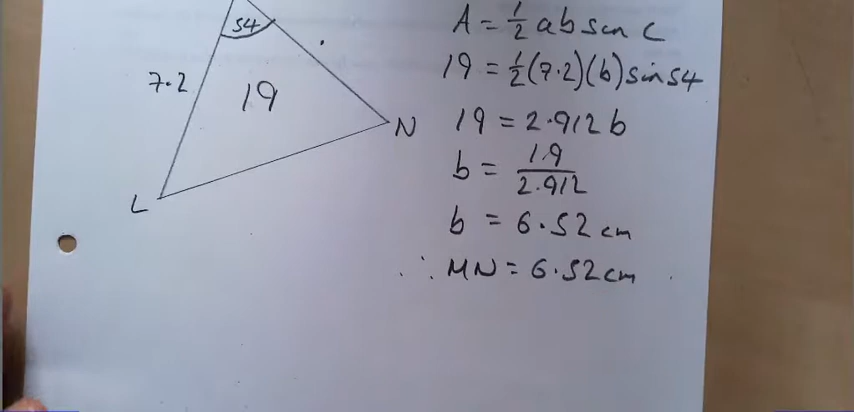 54
7.2
19
N
L
A = 1/2 ab sin C
19 = 1/2 (7.2)(b) sin 54
19 = 2.912 b
b = 19/2.912
b = 6.52 cm
∴ MN = 6.52 cm